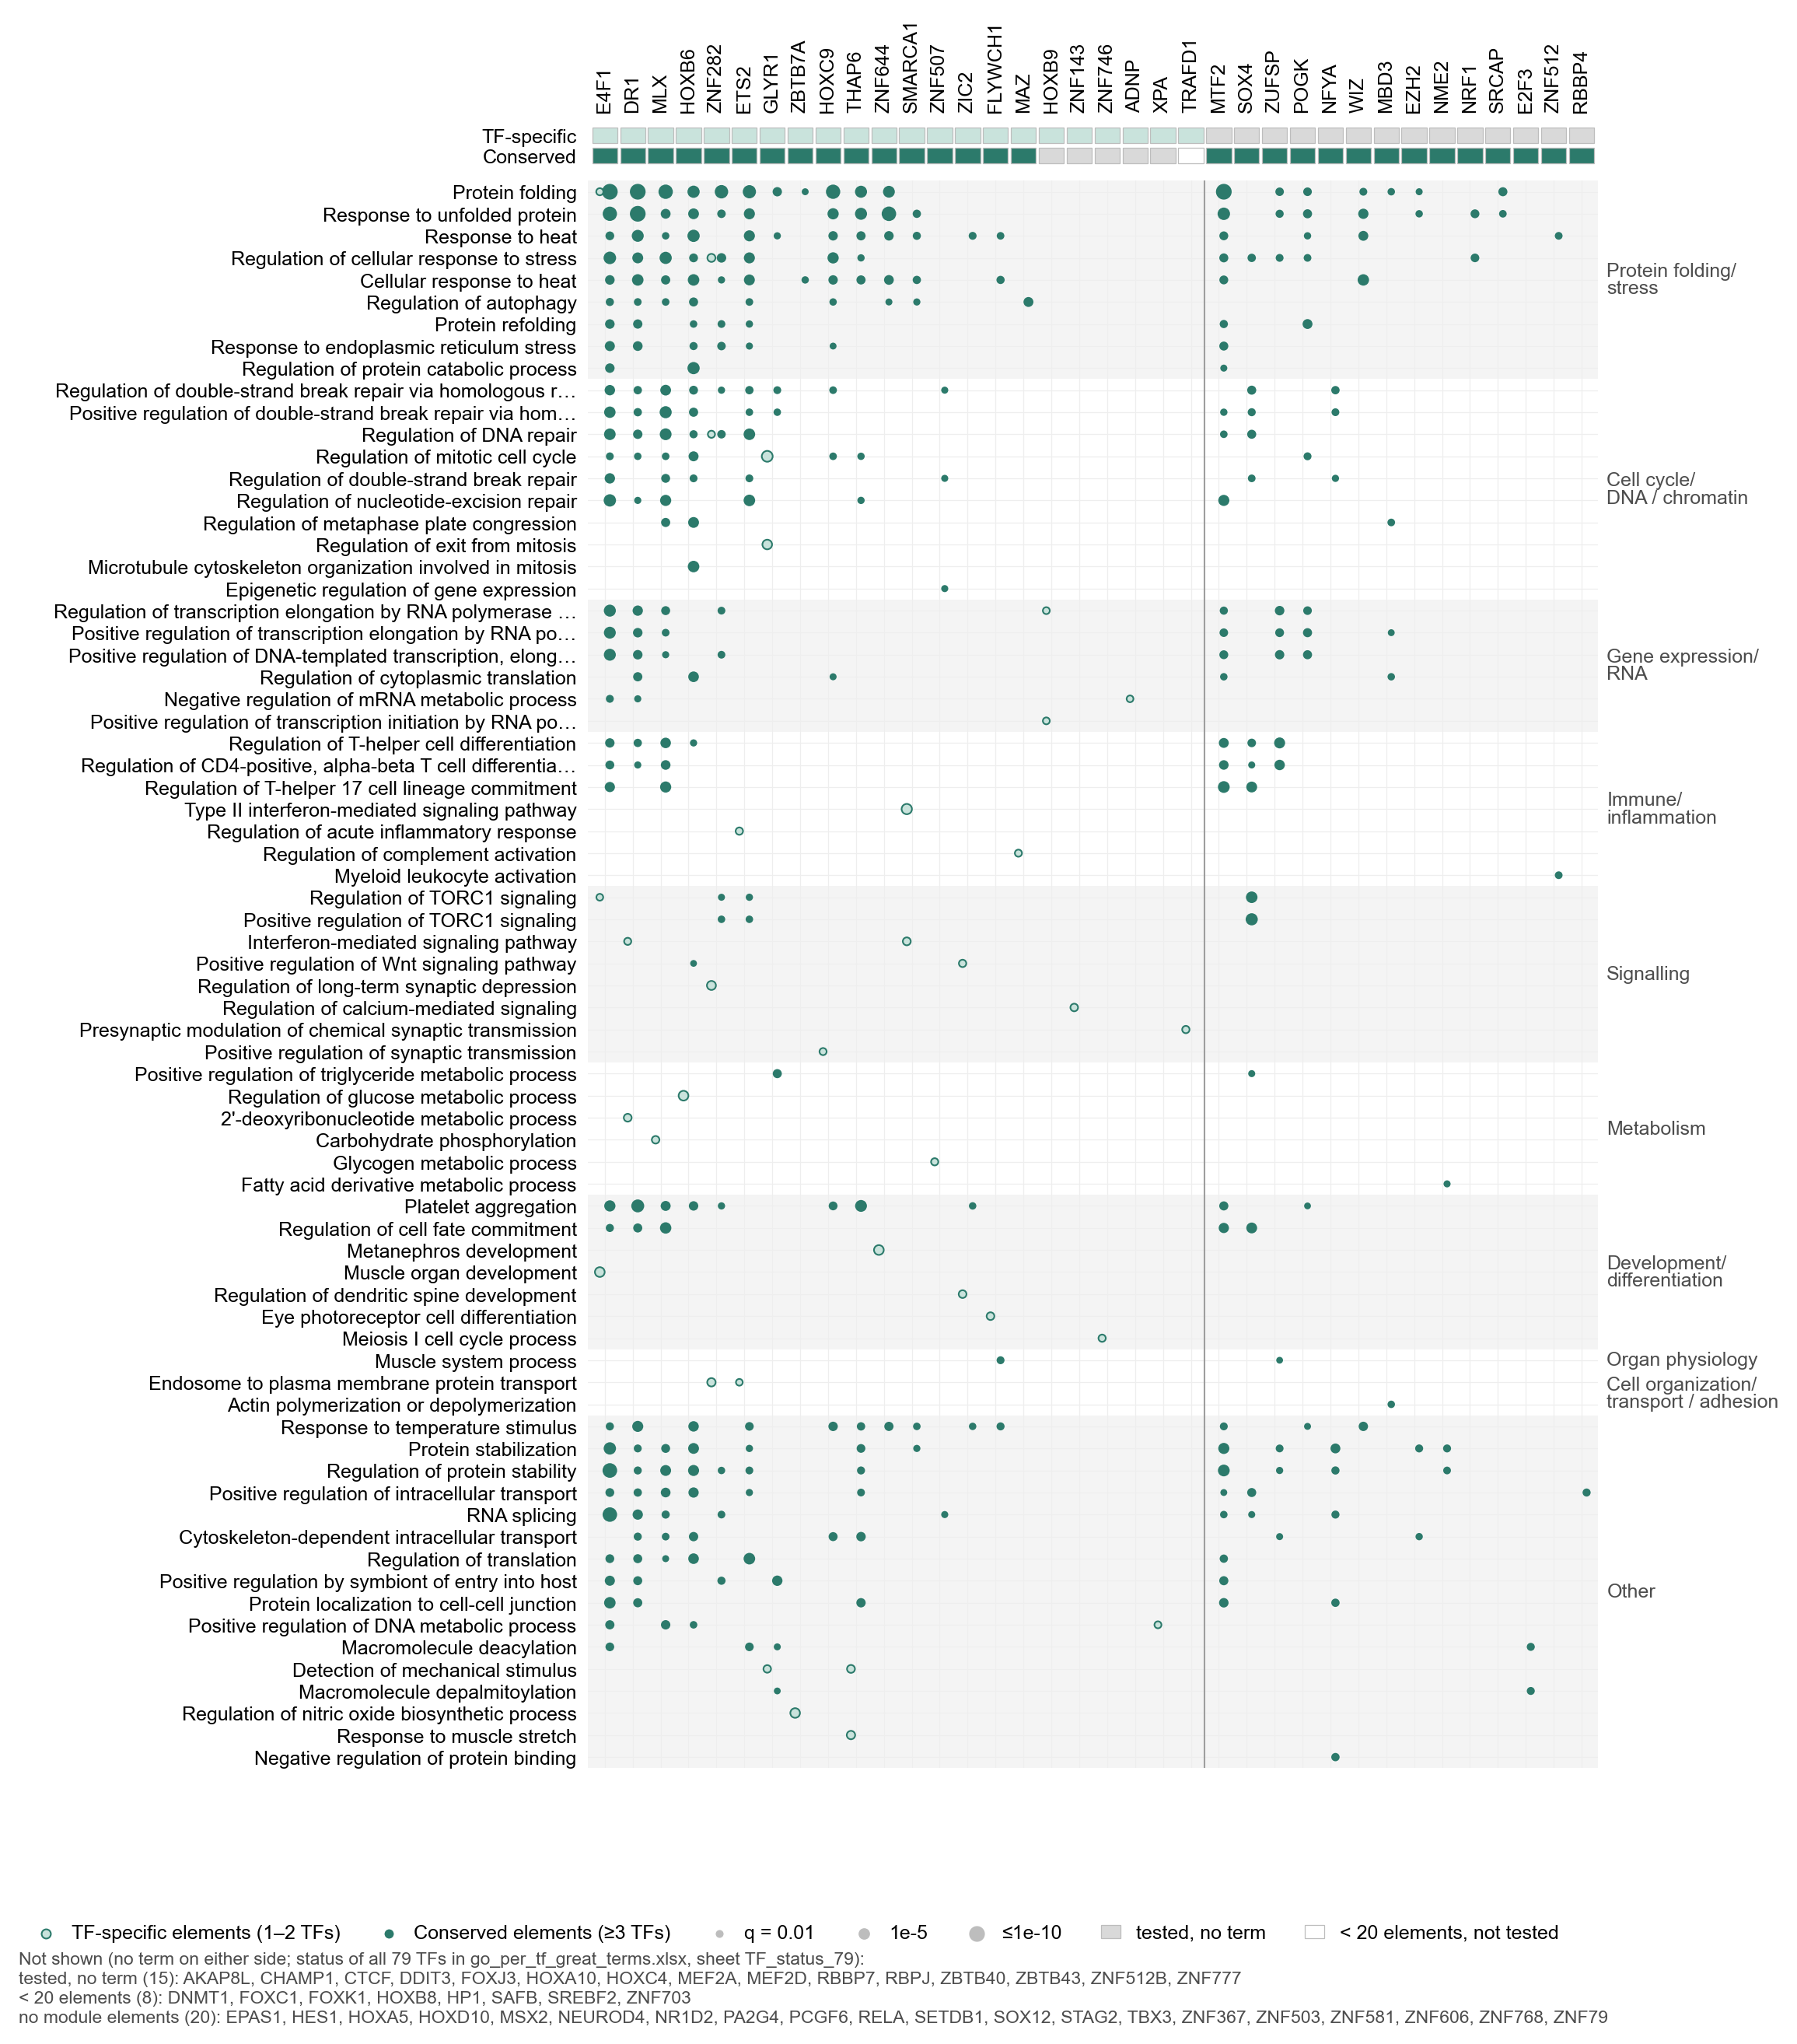 E4F1
DR1
MLX
HOXB6
ZNF282
ETS2
GLYR1
ZBTB7A
HOXC9
THAP6
ZNF644
SMARCA1
ZNF507
ZIC2
FLYWCH1
MAZ
HOXB9
ZNF143
ZNF746
ADNP
XPA
TRAFD1
MTF2
SOX4
ZUFSP
POGK
NFYA
WIZ
MBD3
EZH2
NME2
NRF1
SRCAP
E2F3
ZNF512
RBBP4
TF-specific
Conserved
Protein folding
Response to unfolded protein
Response to heat
Regulation of cellular response to stress
Cellular response to heat
Regulation of autophagy
Protein refolding
Response to endoplasmic reticulum stress
Regulation of protein catabolic process
Protein folding/
stress
Regulation of double-strand break repair via homologous r…
Positive regulation of double-strand break repair via hom…
Regulation of DNA repair
Regulation of mitotic cell cycle
Regulation of double-strand break repair
Regulation of nucleotide-excision repair
Regulation of metaphase plate congression
Regulation of exit from mitosis
Microtubule cytoskeleton organization involved in mitosis
Epigenetic regulation of gene expression
Cell cycle/
DNA / chromatin
Regulation of transcription elongation by RNA polymerase …
Positive regulation of transcription elongation by RNA po…
Positive regulation of DNA-templated transcription, elong…
Regulation of cytoplasmic translation
Negative regulation of mRNA metabolic process
Positive regulation of transcription initiation by RNA po…
Gene expression/
RNA
Regulation of T-helper cell differentiation
Regulation of CD4-positive, alpha-beta T cell differentia…
Regulation of T-helper 17 cell lineage commitment
Type II interferon-mediated signaling pathway
Regulation of acute inflammatory response
Regulation of complement activation
Myeloid leukocyte activation
Immune/
inflammation
Regulation of TORC1 signaling
Positive regulation of TORC1 signaling
Interferon-mediated signaling pathway
Positive regulation of Wnt signaling pathway
Regulation of long-term synaptic depression
Regulation of calcium-mediated signaling
Presynaptic modulation of chemical synaptic transmission
Positive regulation of synaptic transmission
Signalling
Positive regulation of triglyceride metabolic process
Regulation of glucose metabolic process
2'-deoxyribonucleotide metabolic process
Carbohydrate phosphorylation
Glycogen metabolic process
Fatty acid derivative metabolic process
Metabolism
Platelet aggregation
Regulation of cell fate commitment
Metanephros development
Muscle organ development
Regulation of dendritic spine development
Eye photoreceptor cell differentiation
Meiosis I cell cycle process
Development/
differentiation
Muscle system process
Organ physiology
Endosome to plasma membrane protein transport
Actin polymerization or depolymerization
Cell organization/
transport / adhesion
Response to temperature stimulus
Protein stabilization
Regulation of protein stability
Positive regulation of intracellular transport
RNA splicing
Cytoskeleton-dependent intracellular transport
Regulation of translation
Positive regulation by symbiont of entry into host
Protein localization to cell-cell junction
Positive regulation of DNA metabolic process
Macromolecule deacylation
Detection of mechanical stimulus
Macromolecule depalmitoylation
Regulation of nitric oxide biosynthetic process
Response to muscle stretch
Negative regulation of protein binding
Other
TF-specific elements (1–2 TFs)
Conserved elements (≥3 TFs)
q = 0.01
1e-5
≤1e-10
tested, no term
< 20 elements, not tested
Not shown (no term on either side; status of all 79 TFs in go_per_tf_great_terms.xlsx, sheet TF_status_79):
tested, no term (15): AKAP8L, CHAMP1, CTCF, DDIT3, FOXJ3, HOXA10, HOXC4, MEF2A, MEF2D, RBBP7, RBPJ, ZBTB40, ZBTB43, ZNF512B, ZNF777
< 20 elements (8): DNMT1, FOXC1, FOXK1, HOXB8, HP1, SAFB, SREBF2, ZNF703
no module elements (20): EPAS1, HES1, HOXA5, HOXD10, MSX2, NEUROD4, NR1D2, PA2G4, PCGF6, RELA, SETDB1, SOX12, STAG2, TBX3, ZNF367, ZNF503, ZNF581, ZNF606, ZNF768, ZNF79